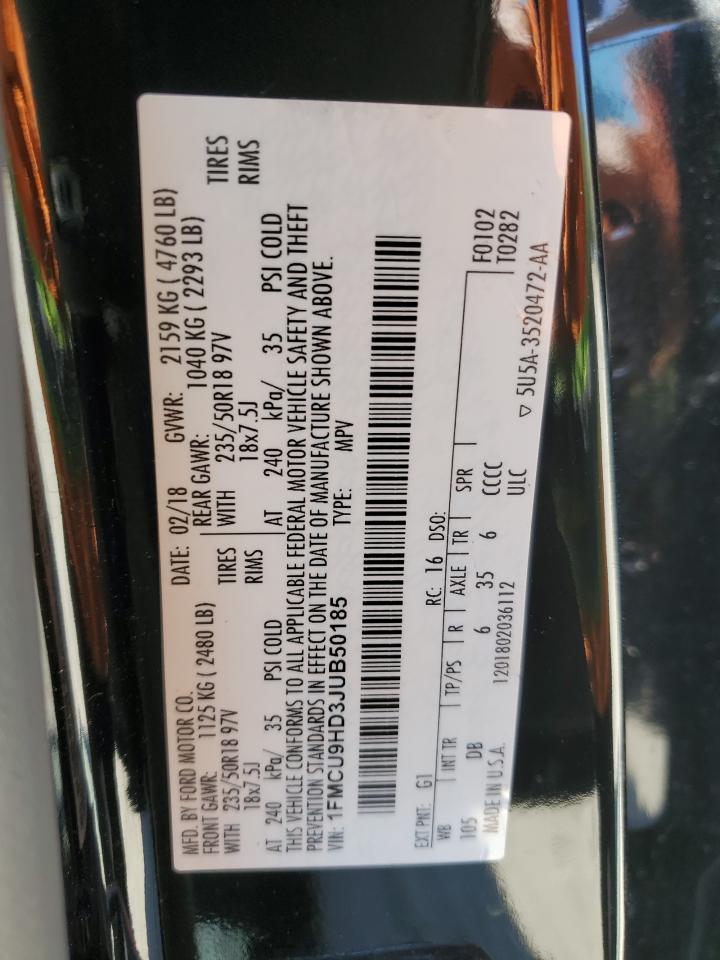 MFD. BY FORD MOTOR CO.
DATE: 02/18 GVWR: 2159 KG ( 4760 LB)
FRONT GAWR: 1125 KG ( 2480 LB) REAR GAWR: 1040 KG ( 2293 LB)
WITH 235/50R18 97V TIRES WITH 235/50R18 97V TIRES
18x7.5J RIMS 18x7.5J RIMS
AT 240 kPa/ 35 PSI COLD AT 240 kPa/ 35 PSI COLD
THIS VEHICLE CONFORMS TO ALL APPLICABLE FEDERAL MOTOR VEHICLE SAFETY AND THEFT
PREVENTION STANDARDS IN EFFECT ON THE DATE OF MANUFACTURE SHOWN ABOVE.
VIN: 1FMCU9HD3JUB50185 TYPE: MPV
EXT PNT: G1 RC: 16 DSO:
WB INT TR TP/PS R AXLE TR SPR F0102
105 DB 6 35 6 CCCC T0282
ULC
MADE IN U.S.A. 1201802036112 ▽ 5U5A-3520472-AA